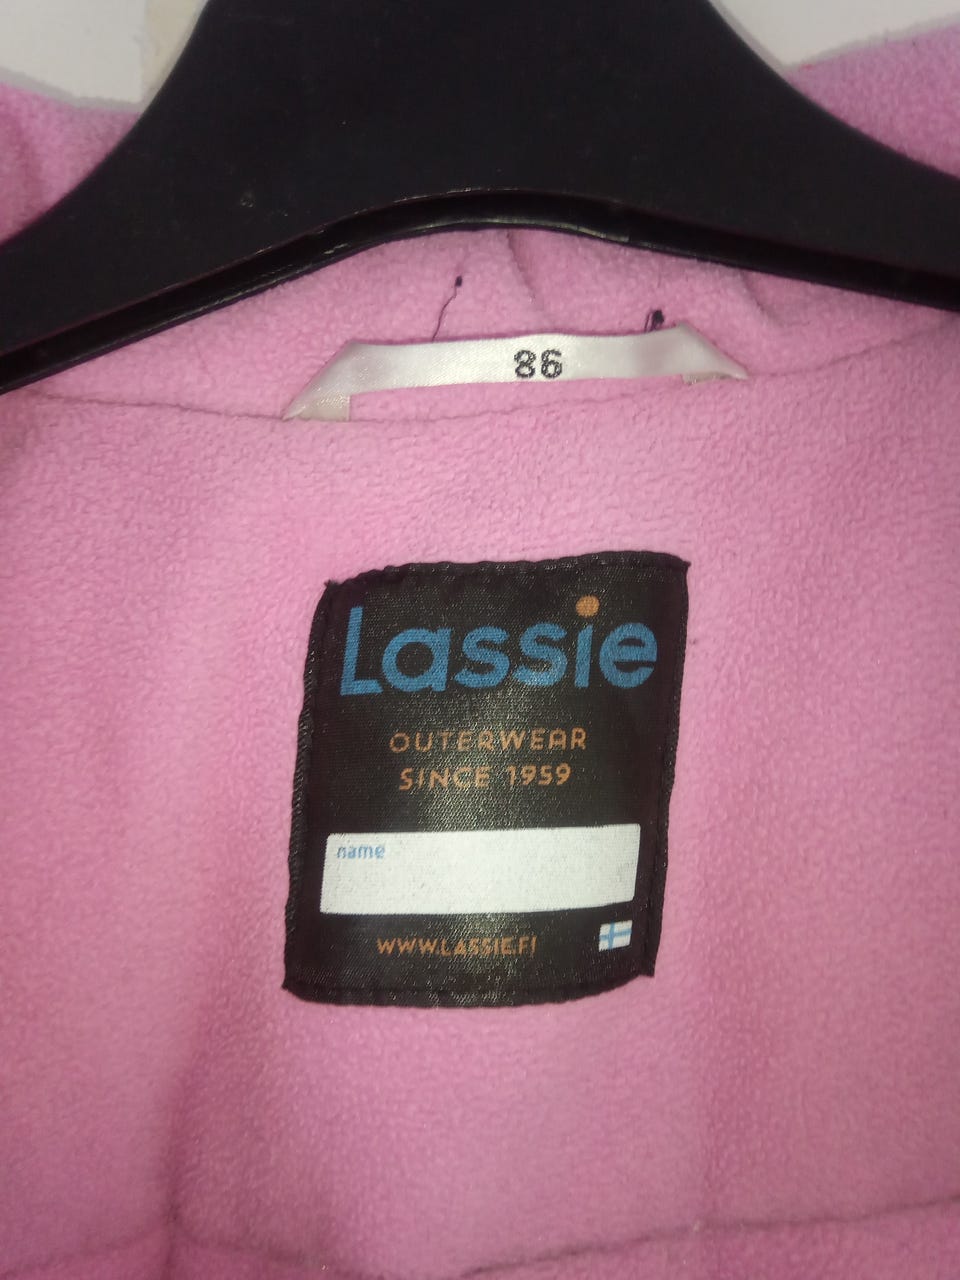 86
Lassie
OUTERWEAR
SINCE 1959
name
WWW.LASSIE.FI